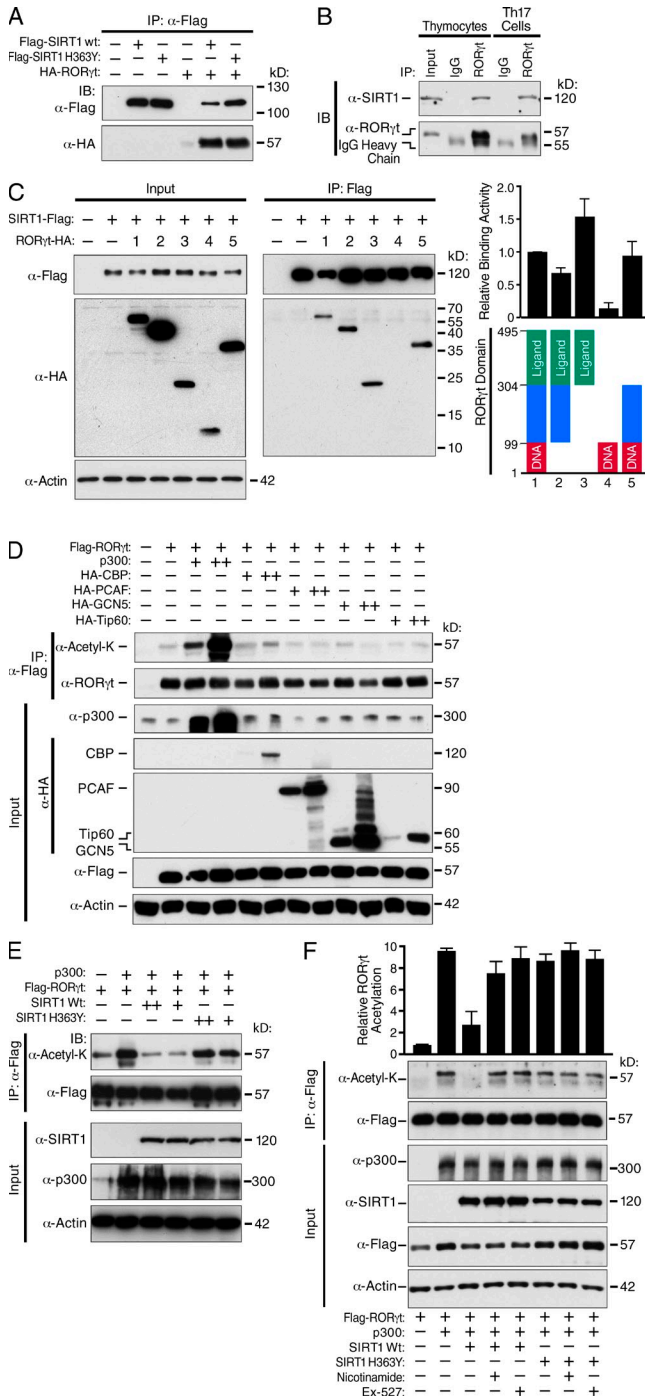 A
IP: α-Flag
Flag-SIRT1 wt: – + – – + –
Flag-SIRT1 H363Y: – – + – – +
HA-RORγt: – – – + + +
IB:
kD:
α-Flag
130
100
α-HA
57
B
Thymocytes
Th17 Cells
IP:
Input
IgG
RORγt
IgG
RORγt
kD:
IB
α-SIRT1
120
α-RORγt
57
IgG Heavy Chain
55
C
Input
IP: Flag
SIRT1-Flag: – + + + + + + – + + + + + +
RORγt-HA: – – 1 2 3 4 5 – – 1 2 3 4 5
kD:
α-Flag
120
α-HA
70
55
40
35
25
15
10
α-Actin
42
Relative Binding Activity
2.0
1.5
1.0
0.5
0
RORγt Domain
495
304
99
1
Ligand
Ligand
Ligand
DNA
DNA
DNA
1 2 3 4 5
D
Flag-RORγt: – + + + + + + + + + + +
p300: – – + ++ – – – – – – – –
HA-CBP: – – – – + ++ – – – – – –
HA-PCAF: – – – – – – + ++ – – – –
HA-GCN5: – – – – – – – – + ++ – –
HA-Tip60: – – – – – – – – – – + ++
kD:
IP: α-Flag
α-Acetyl-K
57
α-RORγt
57
Input
α-p300
300
α-HA
CBP
120
PCAF
90
Tip60
60
GCN5
55
α-Flag
57
α-Actin
42
E
p300: – + + + + +
Flag-RORγt: + + + + + +
SIRT1 Wt: – – ++ + – –
SIRT1 H363Y: – – – – ++ +
IP: α-Flag
IB:
kD:
α-Acetyl-K
57
α-Flag
57
Input
α-SIRT1
120
α-p300
300
α-Actin
42
F
Relative RORγt Acetylation
10
8
6
4
2
0
kD:
IP: α-Flag
α-Acetyl-K
57
α-Flag
57
Input
α-p300
300
α-SIRT1
120
α-Flag
57
α-Actin
42
Flag-RORγt: + + + + + + + +
p300: – + + + + + + +
SIRT1 Wt: – – + + + – – –
SIRT1 H363Y: – – – – – + + +
Nicotinamide: – – – + – – + –
Ex-527: – – – – + – – +